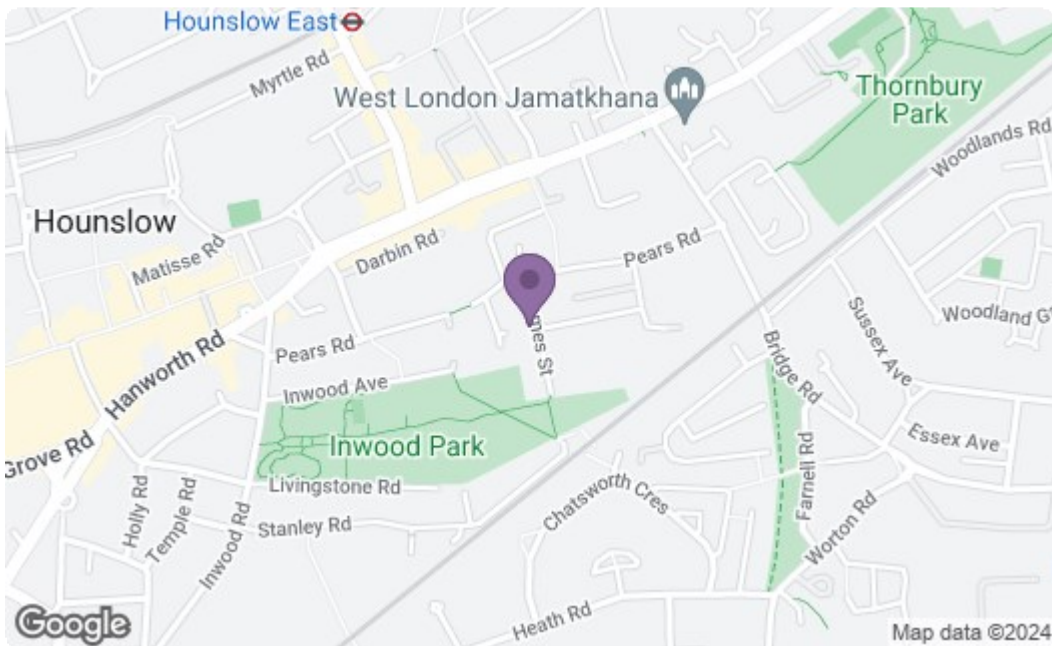 Hounslow East
Myrtle Rd
West London Jamatkhana
Thornbury
Park
Woodlands Rd
Hounslow
Matisse Rd
Darbin Rd
Pears Rd
mes St
Pears Rd
Hanworth Rd
Inwood Ave
Grove Rd
Inwood Park
Livingstone Rd
Stanley Rd
Holly Rd
Temple Rd
Inwood Rd
Chatsworth Cres
Heath Rd
Bridge Rd
Sussex Ave
Woodland G
Essex Ave
Farnell Rd
Worton Rd
Google
Map data ©2024